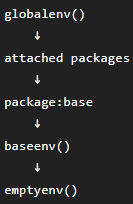 globalenv()
↓
attached packages
↓
package:base
↓
baseenv()
↓
emptyenv()